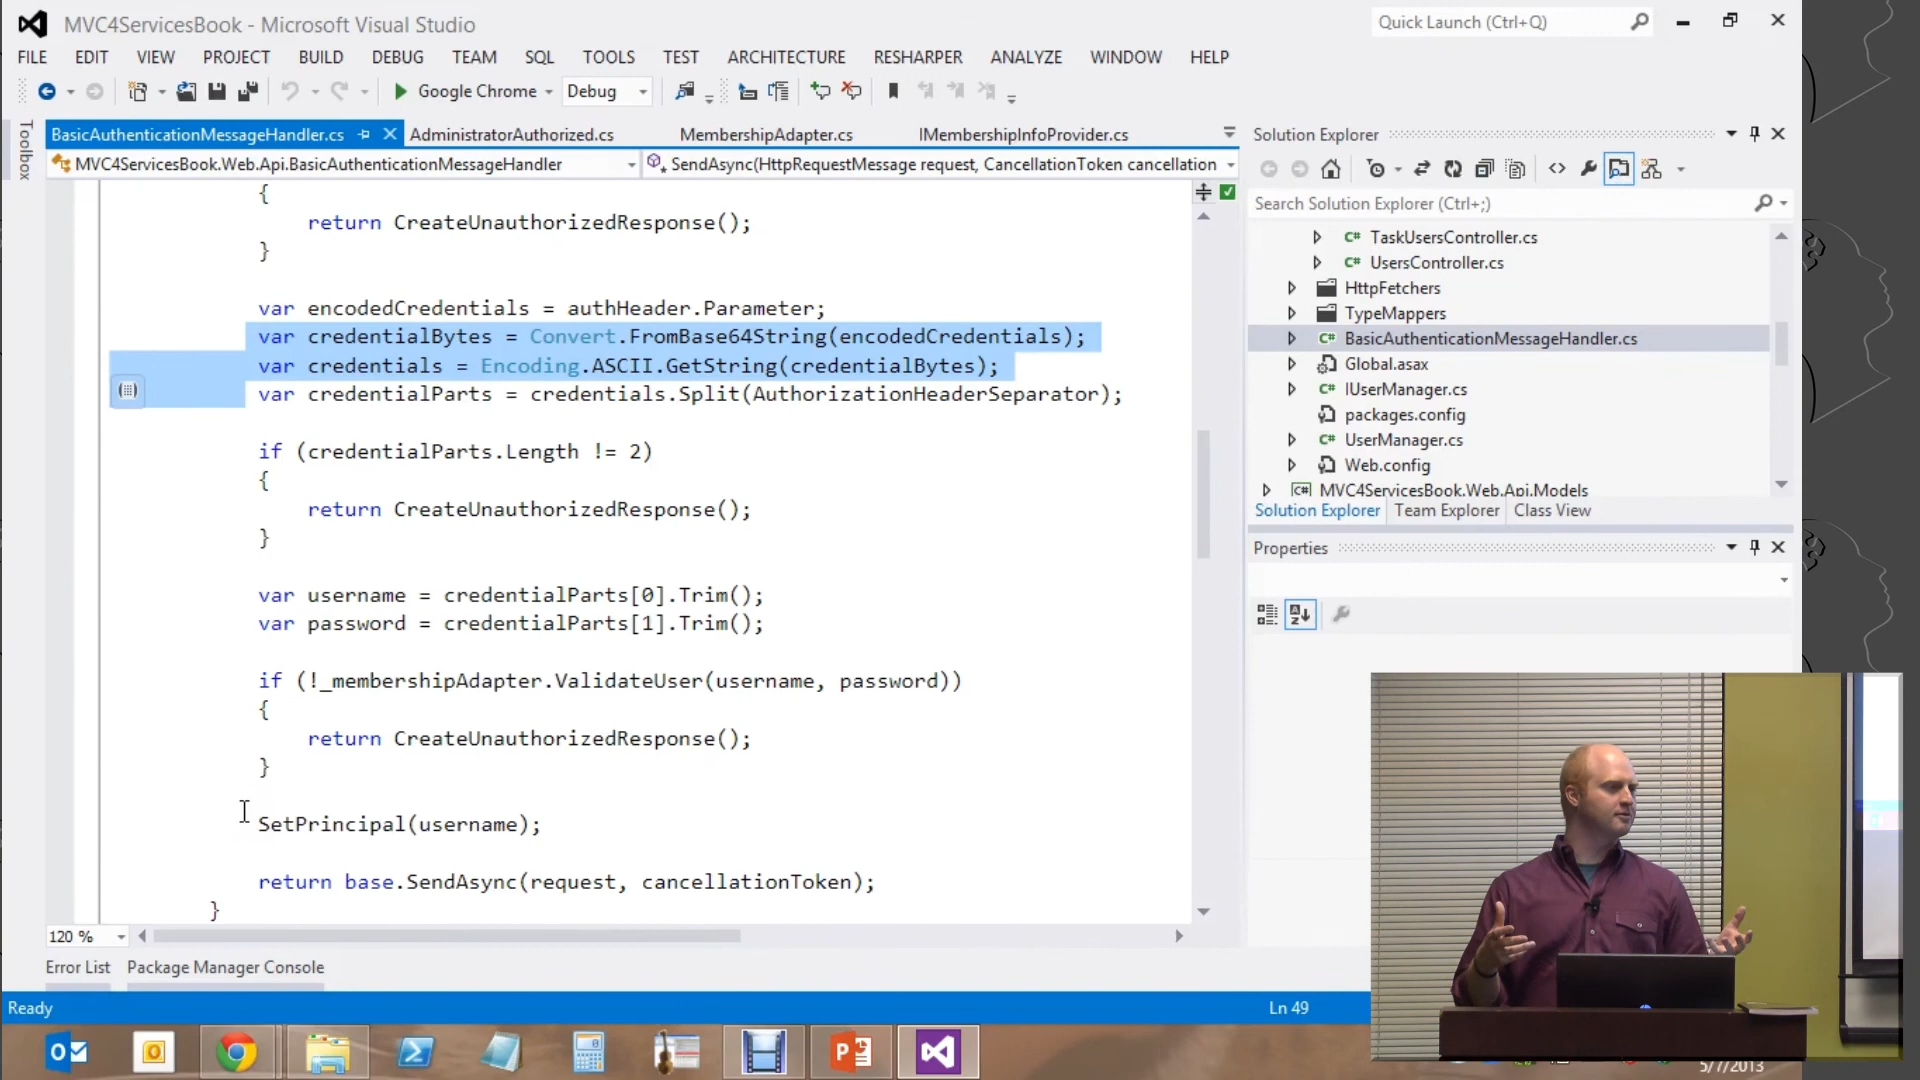 MVC4ServicesBook - Microsoft Visual Studio
Quick Launch (Ctrl+Q)
FILE EDIT VIEW PROJECT BUILD DEBUG TEAM SQL TOOLS TEST ARCHITECTURE RESHARPER ANALYZE WINDOW HELP
Google Chrome Debug
Toolbox
BasicAuthenticationMessageHandler.cs AdministratorAuthorized.cs MembershipAdapter.cs IMembershipInfoProvider.cs
MVC4ServicesBook.Web.Api.BasicAuthenticationMessageHandler SendAsync(HttpRequestMessage request, CancellationToken cancellation
{
return CreateUnauthorizedResponse();
}
var encodedCredentials = authHeader.Parameter;
var credentialBytes = Convert.FromBase64String(encodedCredentials);
var credentials = Encoding.ASCII.GetString(credentialBytes);
var credentialParts = credentials.Split(AuthorizationHeaderSeparator);
if (credentialParts.Length != 2)
{
return CreateUnauthorizedResponse();
}
var username = credentialParts[0].Trim();
var password = credentialParts[1].Trim();
if (!_membershipAdapter.ValidateUser(username, password))
{
return CreateUnauthorizedResponse();
}
SetPrincipal(username);
return base.SendAsync(request, cancellationToken);
}
120 %
Error List Package Manager Console
Ready
Ln 49
Solution Explorer
Search Solution Explorer (Ctrl+;)
C# TaskUsersController.cs
C# UsersController.cs
HttpFetchers
TypeMappers
C# BasicAuthenticationMessageHandler.cs
Global.asax
C# IUserManager.cs
packages.config
C# UserManager.cs
Web.config
C# MVC4ServicesBook.Web.Api.Models
Solution Explorer Team Explorer Class View
Properties
5/7/2013